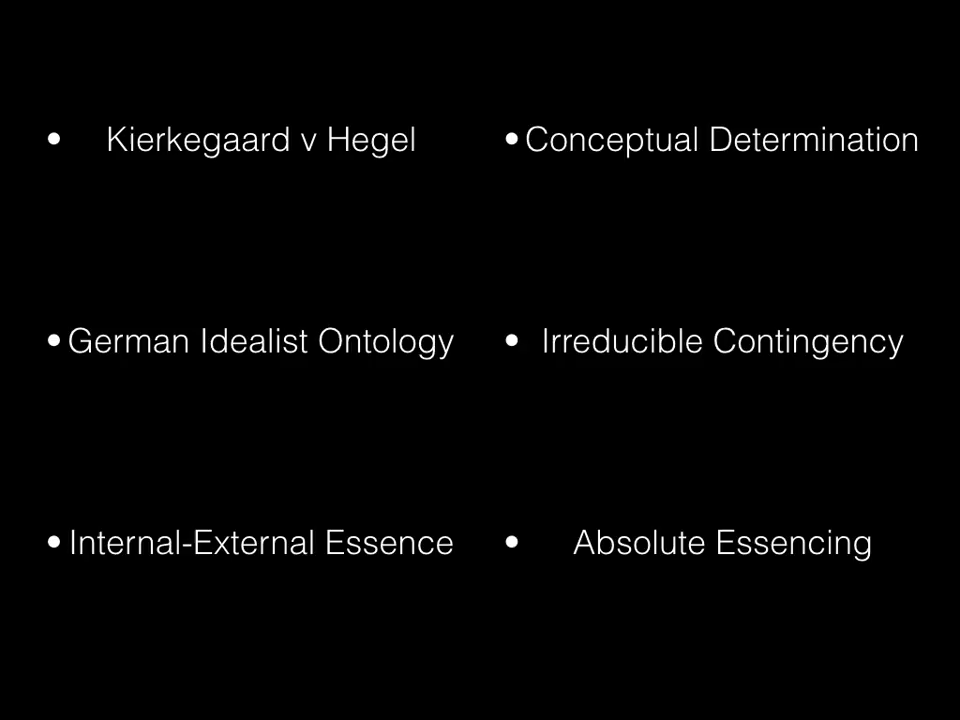 • Kierkegaard v Hegel
• German Idealist Ontology
• Internal-External Essence
• Conceptual Determination
• Irreducible Contingency
• Absolute Essencing